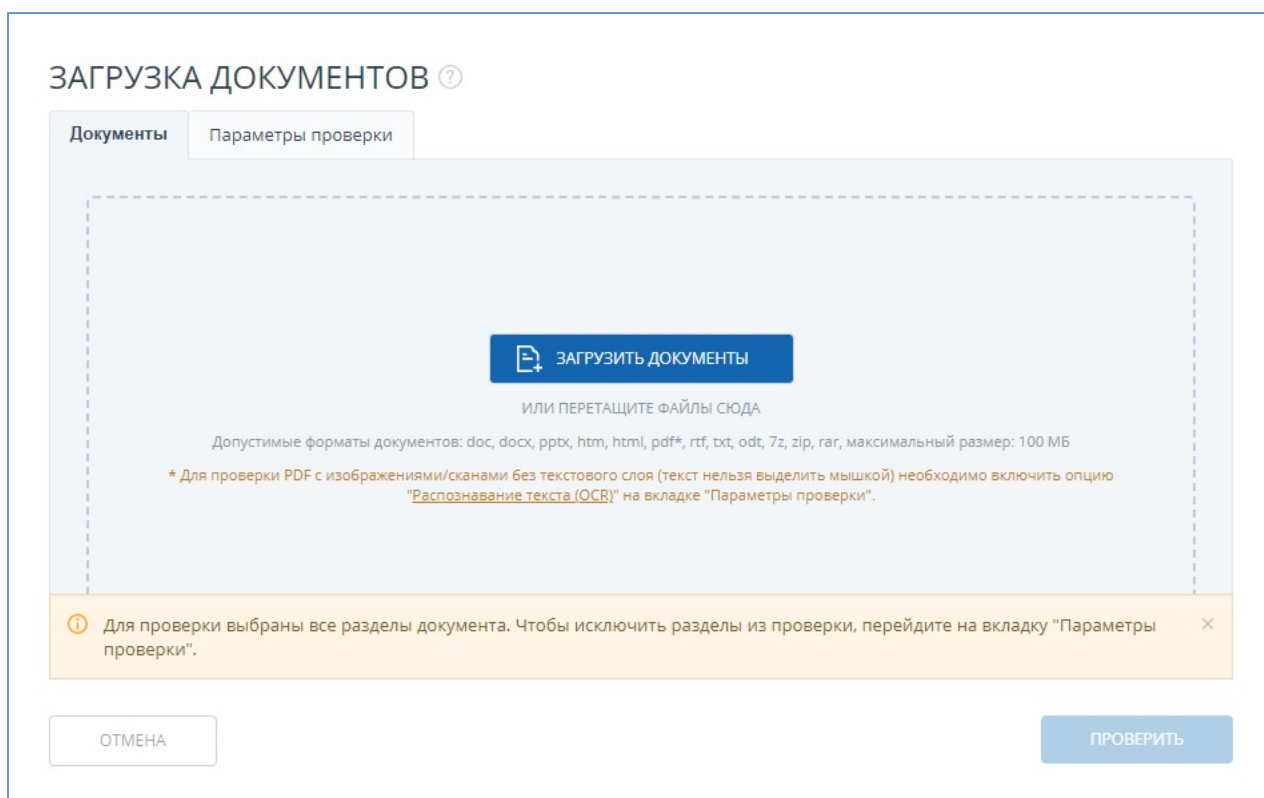 ЗАГРУЗКА ДОКУМЕНТОВ ?
Документы Параметры проверки
ЗАГРУЗИТЬ ДОКУМЕНТЫ
ИЛИ ПЕРЕТАЩИТЕ ФАЙЛЫ СЮДА
Допустимые форматы документов: doc, docx, pptx, htm, html, pdf*, rtf, txt, odt, 7z, zip, rar, максимальный размер: 100 МБ
* Для проверки PDF с изображениями/сканами без текстового слоя (текст нельзя выделить мышкой) необходимо включить опцию
"Распознавание текста (OCR)" на вкладке "Параметры проверки".
Для проверки выбраны все разделы документа. Чтобы исключить разделы из проверки, перейдите на вкладку "Параметры
проверки".
ОТМЕНА ПРОВЕРИТЬ